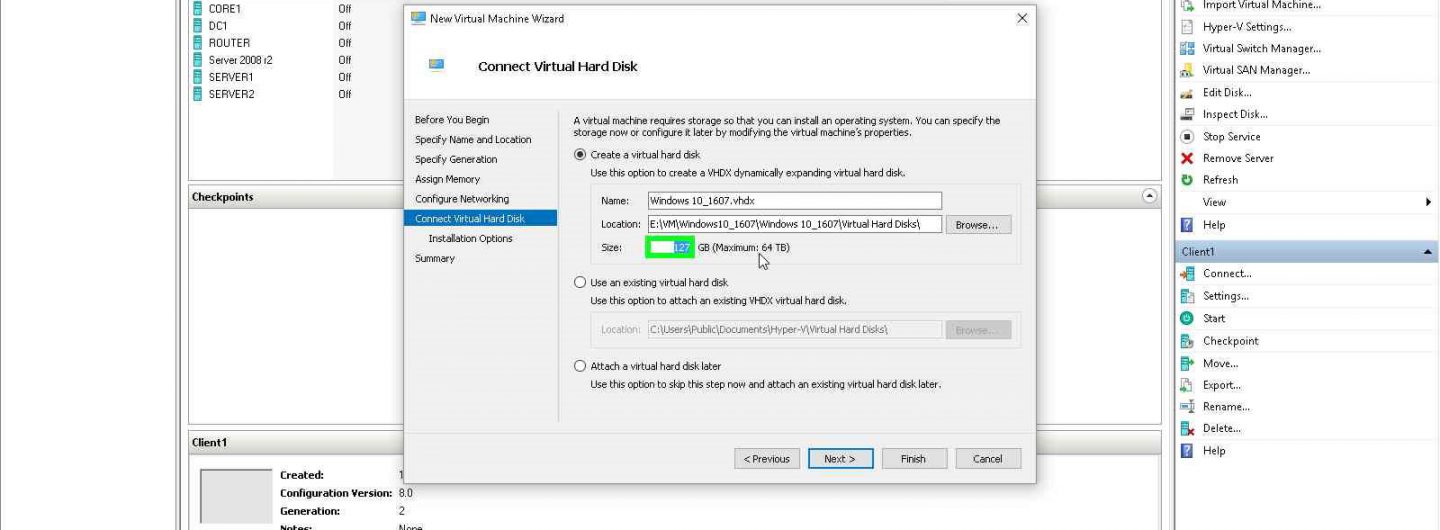 CORE1 Off
DC1 Off
ROUTER Off
Server 2008 r2 Off
SERVER1 Off
SERVER2 Off
Checkpoints
Client1
Created: 1
Configuration Version: 8.0
Generation: 2
Notes: None
New Virtual Machine Wizard
Connect Virtual Hard Disk
Before You Begin
Specify Name and Location
Specify Generation
Assign Memory
Configure Networking
Connect Virtual Hard Disk
Installation Options
Summary
A virtual machine requires storage so that you can install an operating system. You can specify the
storage now or configure it later by modifying the virtual machine's properties.
Create a virtual hard disk
Use this option to create a VHDX dynamically expanding virtual hard disk.
Name: Windows 10_1607.vhdx
Location: E:\VM\Windows10_1607\Windows 10_1607\Virtual Hard Disks\ Browse...
Size: 127 GB (Maximum: 64 TB)
Use an existing virtual hard disk
Use this option to attach an existing VHDX virtual hard disk.
Location: C:\Users\Public\Documents\Hyper-V\Virtual Hard Disks\ Browse...
Attach a virtual hard disk later
Use this option to skip this step now and attach an existing virtual hard disk later.
< Previous Next > Finish Cancel
Import Virtual Machine...
Hyper-V Settings...
Virtual Switch Manager...
Virtual SAN Manager...
Edit Disk...
Inspect Disk...
Stop Service
Remove Server
Refresh
View
Help
Client1
Connect...
Settings...
Start
Checkpoint
Move...
Export...
Rename...
Delete...
Help